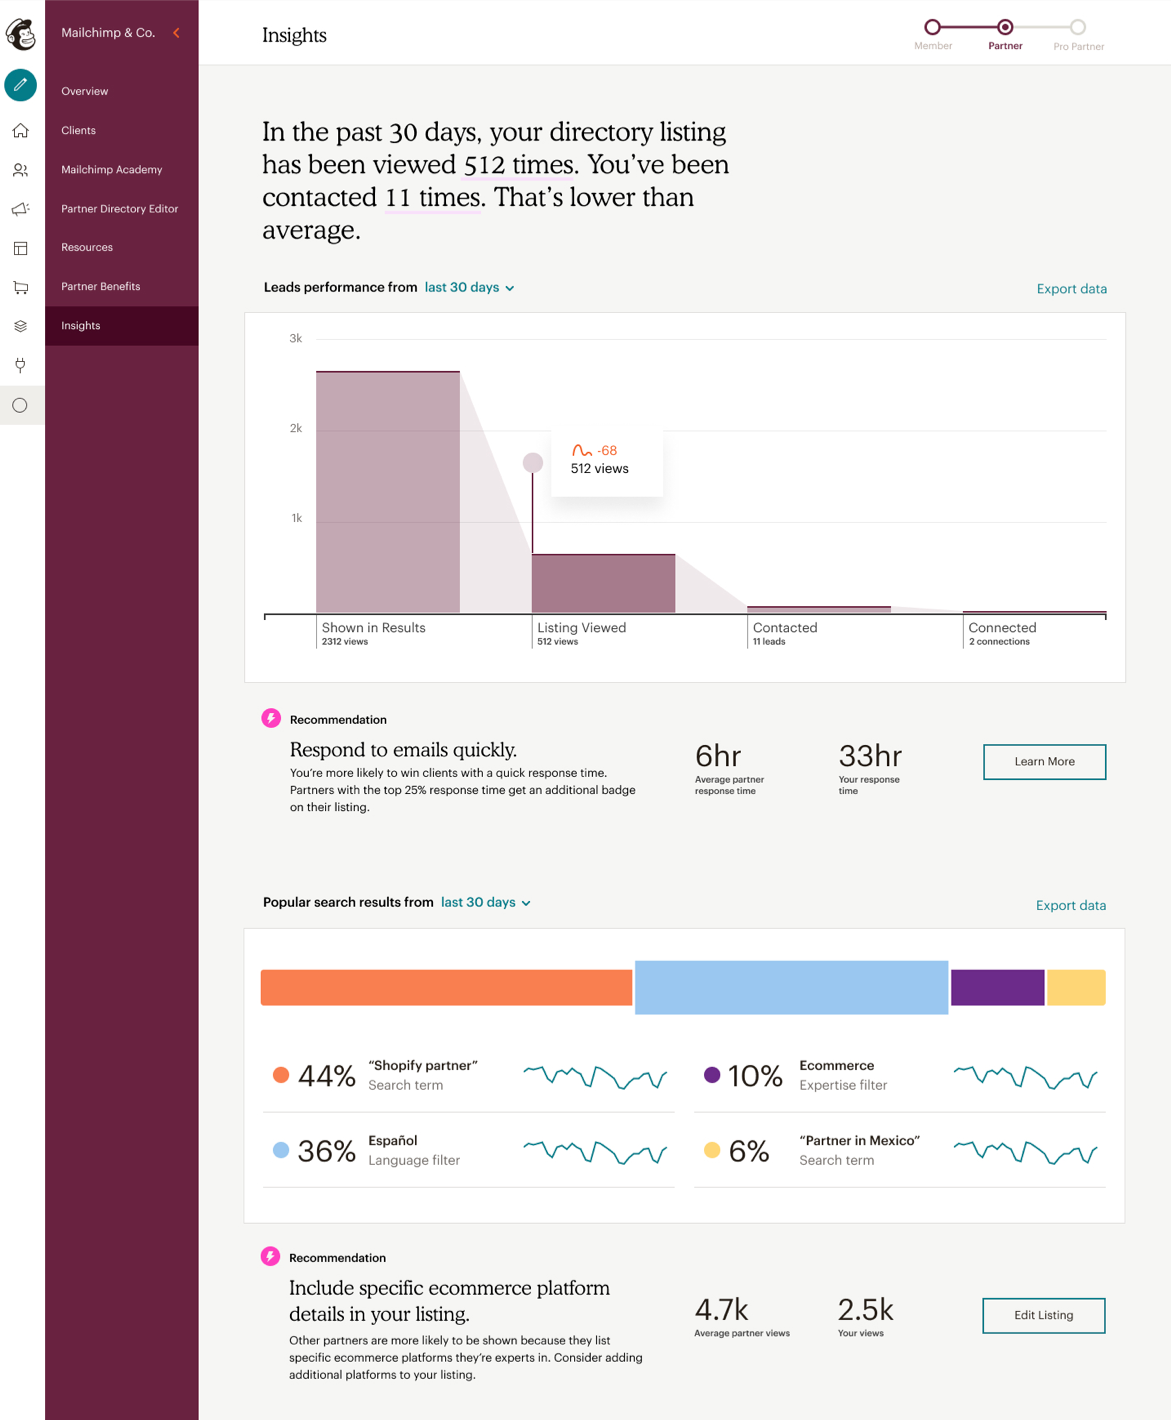 Mailchimp & Co.
Overview
Clients
Mailchimp Academy
Partner Directory Editor
Resources
Partner Benefits
Insights
Insights
Member
Partner
Pro Partner
In the past 30 days, your directory listing
has been viewed 512 times. You’ve been
contacted 11 times. That’s lower than
average.
Leads performance from last 30 days
Export data
3k
2k
1k
-68
512 views
Shown in Results
2312 views
Listing Viewed
512 views
Contacted
11 leads
Connected
2 connections
Recommendation
Respond to emails quickly.
You’re more likely to win clients with a quick response time.
Partners with the top 25% response time get an additional badge
on their listing.
6hr
Average partner
response time
33hr
Your response
time
Learn More
Popular search results from last 30 days
Export data
44%
“Shopify partner”
Search term
10%
Ecommerce
Expertise filter
36%
Español
Language filter
6%
“Partner in Mexico”
Search term
Recommendation
Include specific ecommerce platform
details in your listing.
Other partners are more likely to be shown because they list
specific ecommerce platforms they’re experts in. Consider adding
additional platforms to your listing.
4.7k
Average partner views
2.5k
Your views
Edit Listing